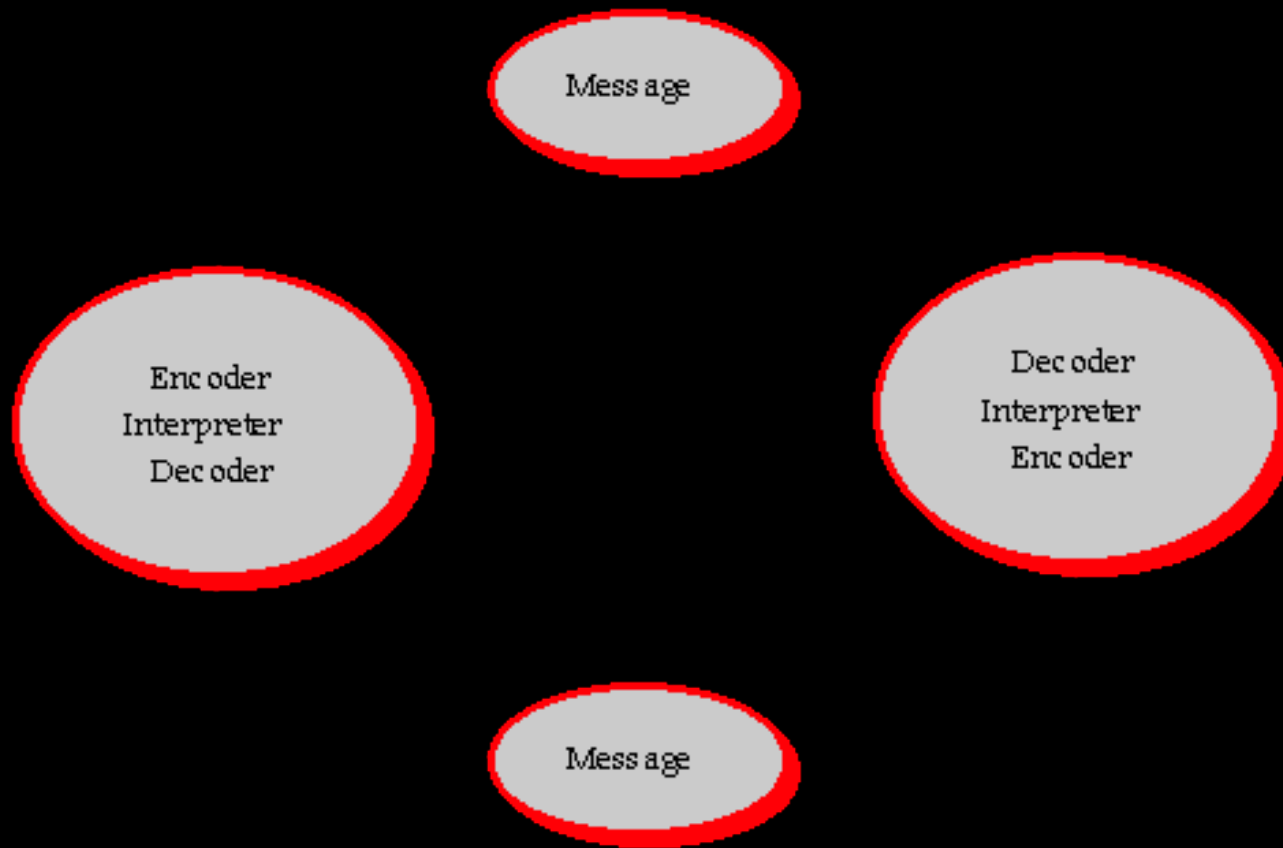 Message
Encoder
Interpreter
Decoder
Decoder
Interpreter
Encoder
Message